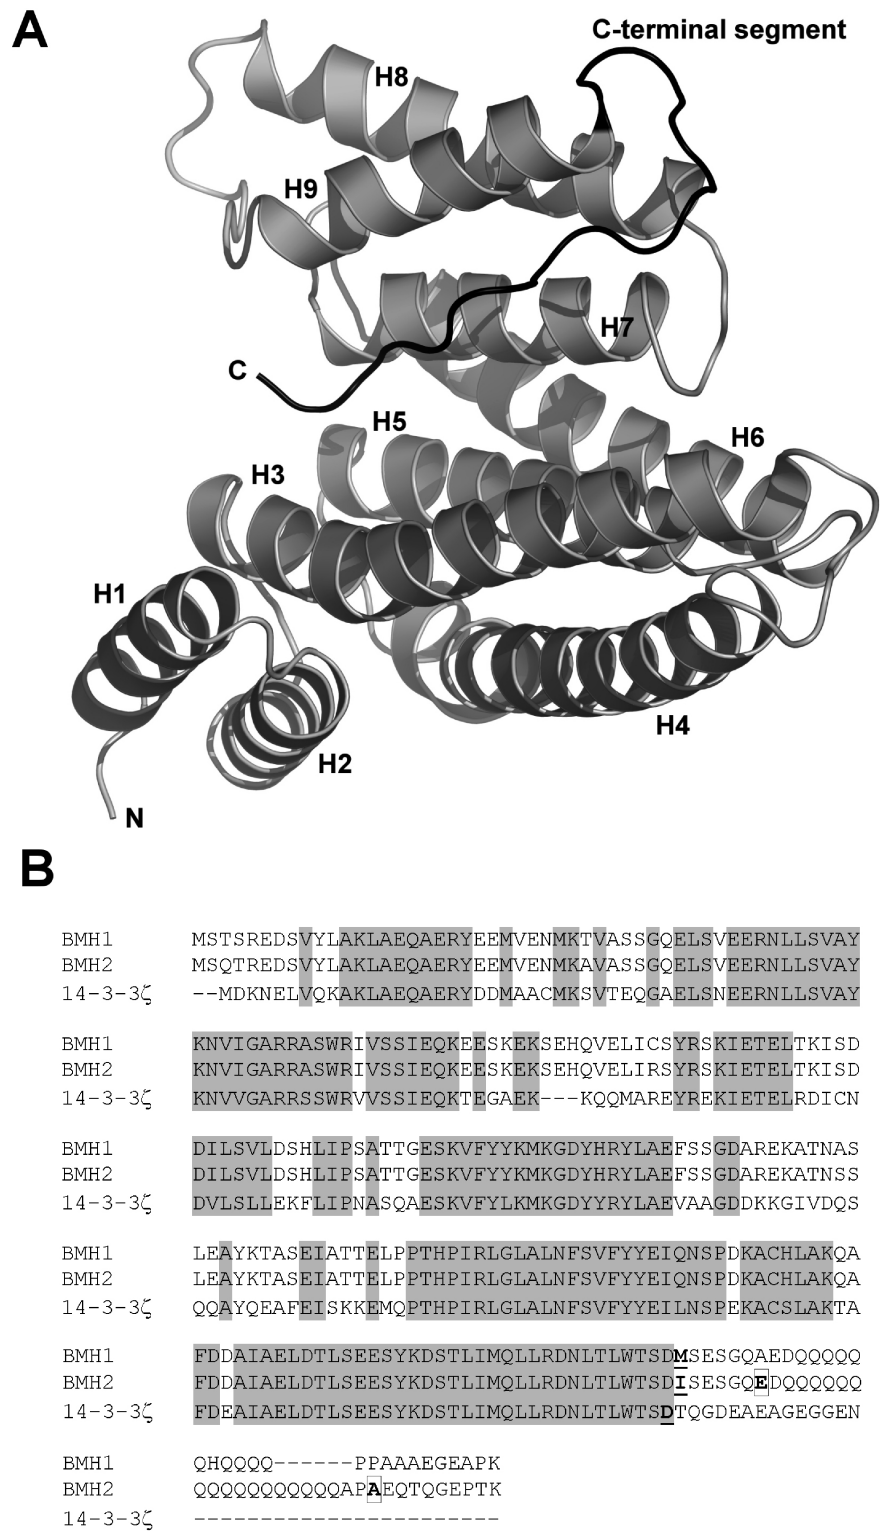 A
C-terminal segment
H8
H9
H7
C
H5
H6
H3
H1
H4
H2
N
B
BMH1 MSTSREDSVYLAKLAEQAERYEEMVENMKTVASSGQELSVEERNLLSVAY
BMH2 MSQTREDSVYLAKLAEQAERYEEMVENMKAVASSGQELSVEERNLLSVAY
14-3-3ζ --MDKNELVQKAKLAEQAERYDDMAACMKSVTEQGAELSNEERNLLSVAY
BMH1 KNVIGARRASWRIVSSIEQKEESKEKSEHQVELICSYRSKIETELTKISD
BMH2 KNVIGARRASWRIVSSIEQKEESKEKSEHQVELIRSYRSKIETELTKISD
14-3-3ζ KNVVGARRSSWRVVSSIEQKTEGAEK---KQQMAREYREKIETELRDICN
BMH1 DILSVLDSHLIPSATTGESKVFYYKMKGDYHRYLAEFSSGDAREKATNAS
BMH2 DILSVLDSHLIPSATTGESKVFYYKMKGDYHRYLAEFSSGDAREKATNSS
14-3-3ζ DVLSLLEKFLIPNASQAESKVFYLKMKGDYYRYLAEVAAGDDKKGIVDQS
BMH1 LEAYKTASEIATTELPPTHPIRLGLALNFSVFYYEIQNSPDKACHLAKQA
BMH2 LEAYKTASEIATTELPPTHPIRLGLALNFSVFYYEIQNSPDKACHLAKQA
14-3-3ζ QQAYQEAFEISKKEMQPTHPIRLGLALNFSVFYYEILNSPEKACSLAKTA
BMH1 FDDAIAELDTLSEESYKDSTLIMQLLRDNLTLWTSDMSESGQAEDQQQQQ
BMH2 FDDAIAELDTLSEESYKDSTLIMQLLRDNLTLWTSDISESGQEDQQQQQQ
14-3-3ζ FDEAIAELDTLSEESYKDSTLIMQLLRDNLTLWTSDTQGDEAEAGEGGEN
BMH1 QHQQQQ------PPAAAEGEAPK
BMH2 QQQQQQQQQQQAPAEQTQGEPTK
14-3-3ζ -----------------------